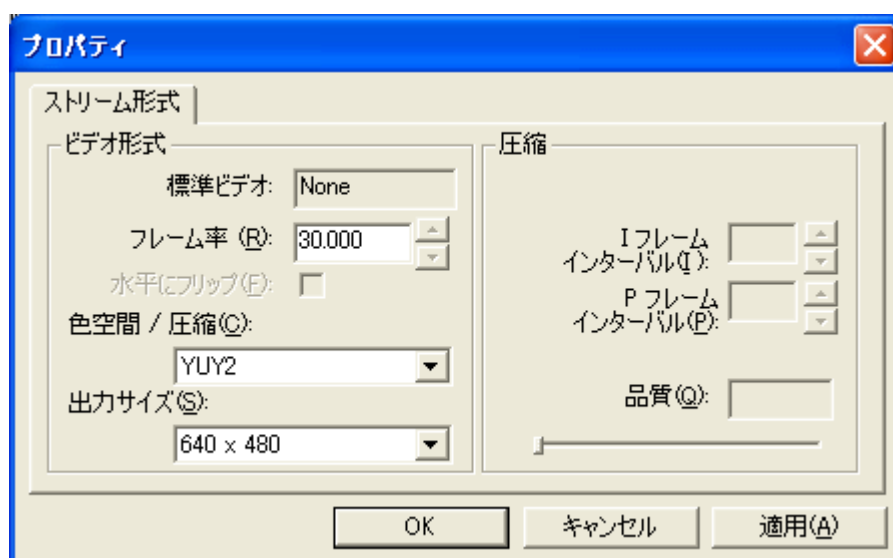 プロパティ
ストリーム形式
ビデオ形式
標準ビデオ: None
フレーム率 (R): 30.000
水平にフリップ(F):
色空間 / 圧縮(C):
YUY2
出力サイズ(S):
640 x 480
圧縮
I フレーム
インターバル(I):
P フレーム
インターバル(P):
品質(Q):
OK
キャンセル
適用(A)